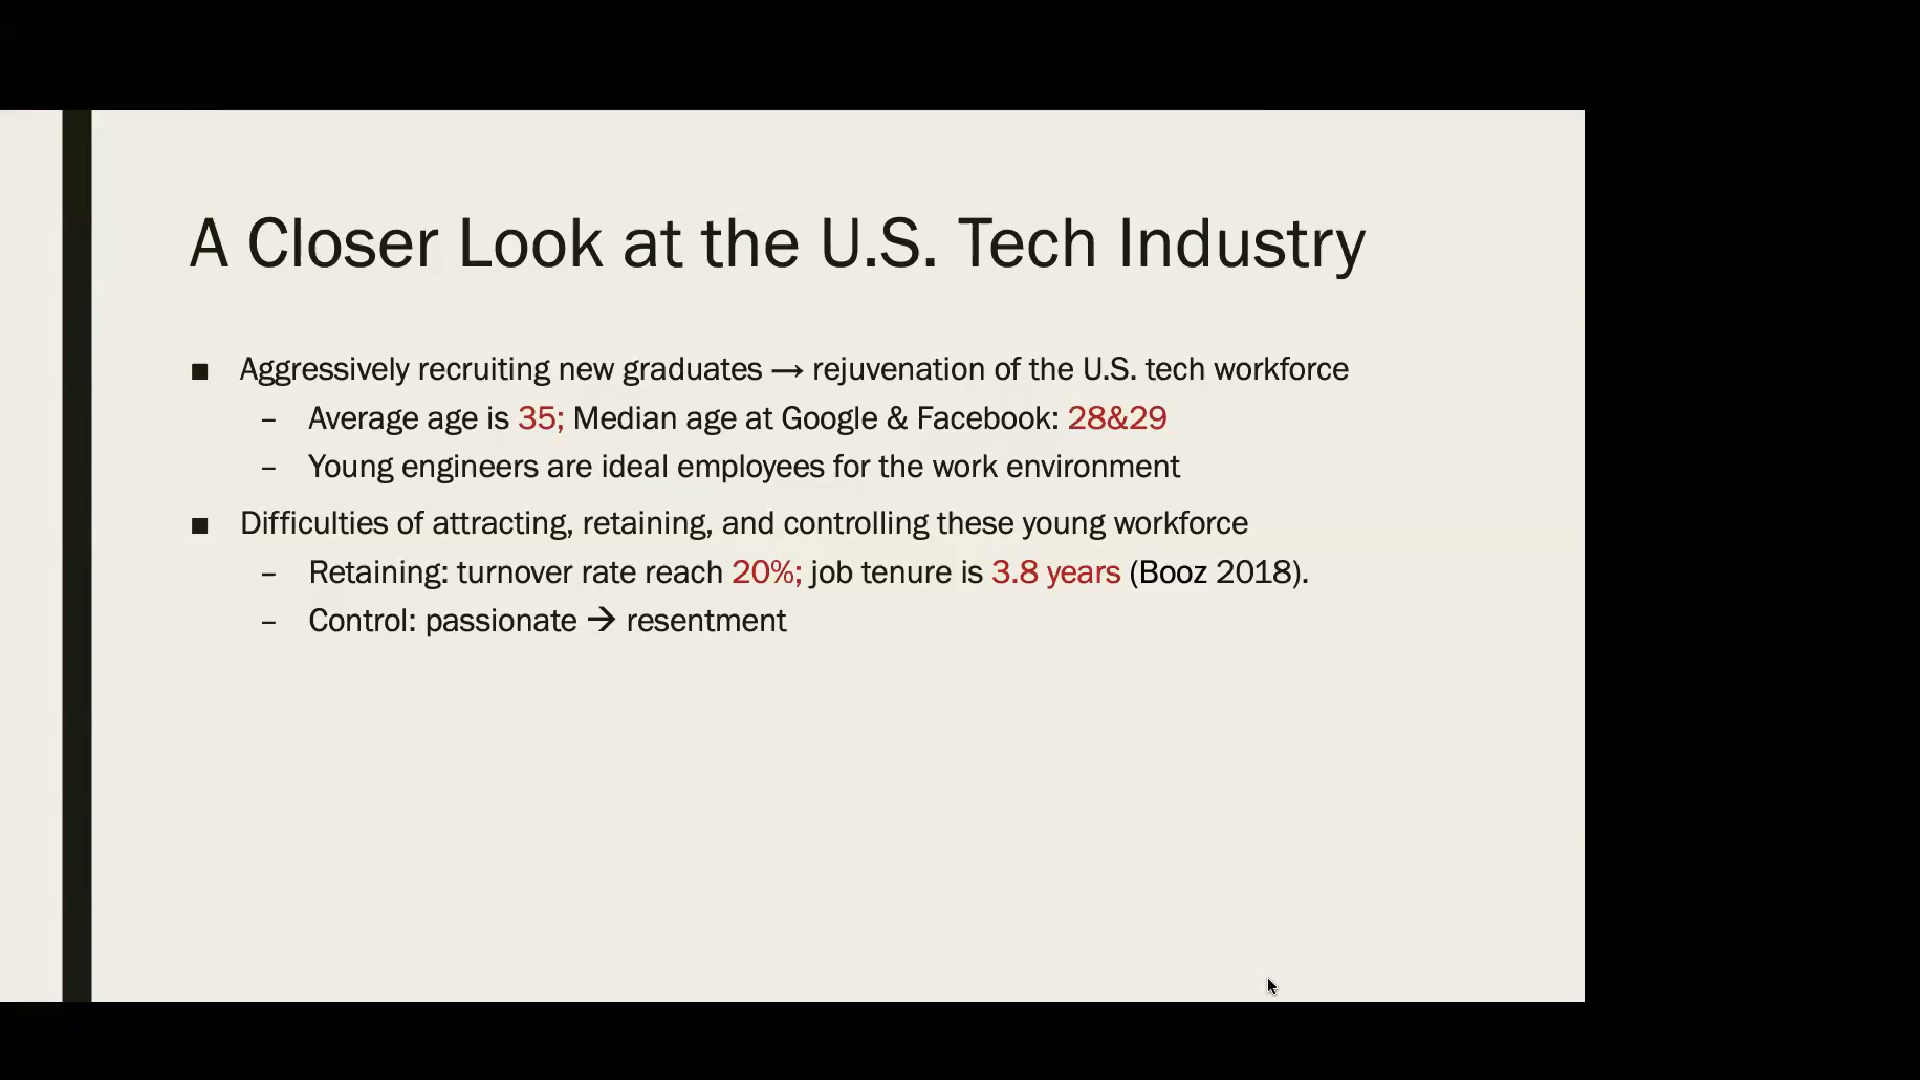 A Closer Look at the U.S. Tech Industry
■ Aggressively recruiting new graduates → rejuvenation of the U.S. tech workforce
– Average age is 35; Median age at Google & Facebook: 28&29
– Young engineers are ideal employees for the work environment
■ Difficulties of attracting, retaining, and controlling these young workforce
– Retaining: turnover rate reach 20%; job tenure is 3.8 years (Booz 2018).
– Control: passionate → resentment